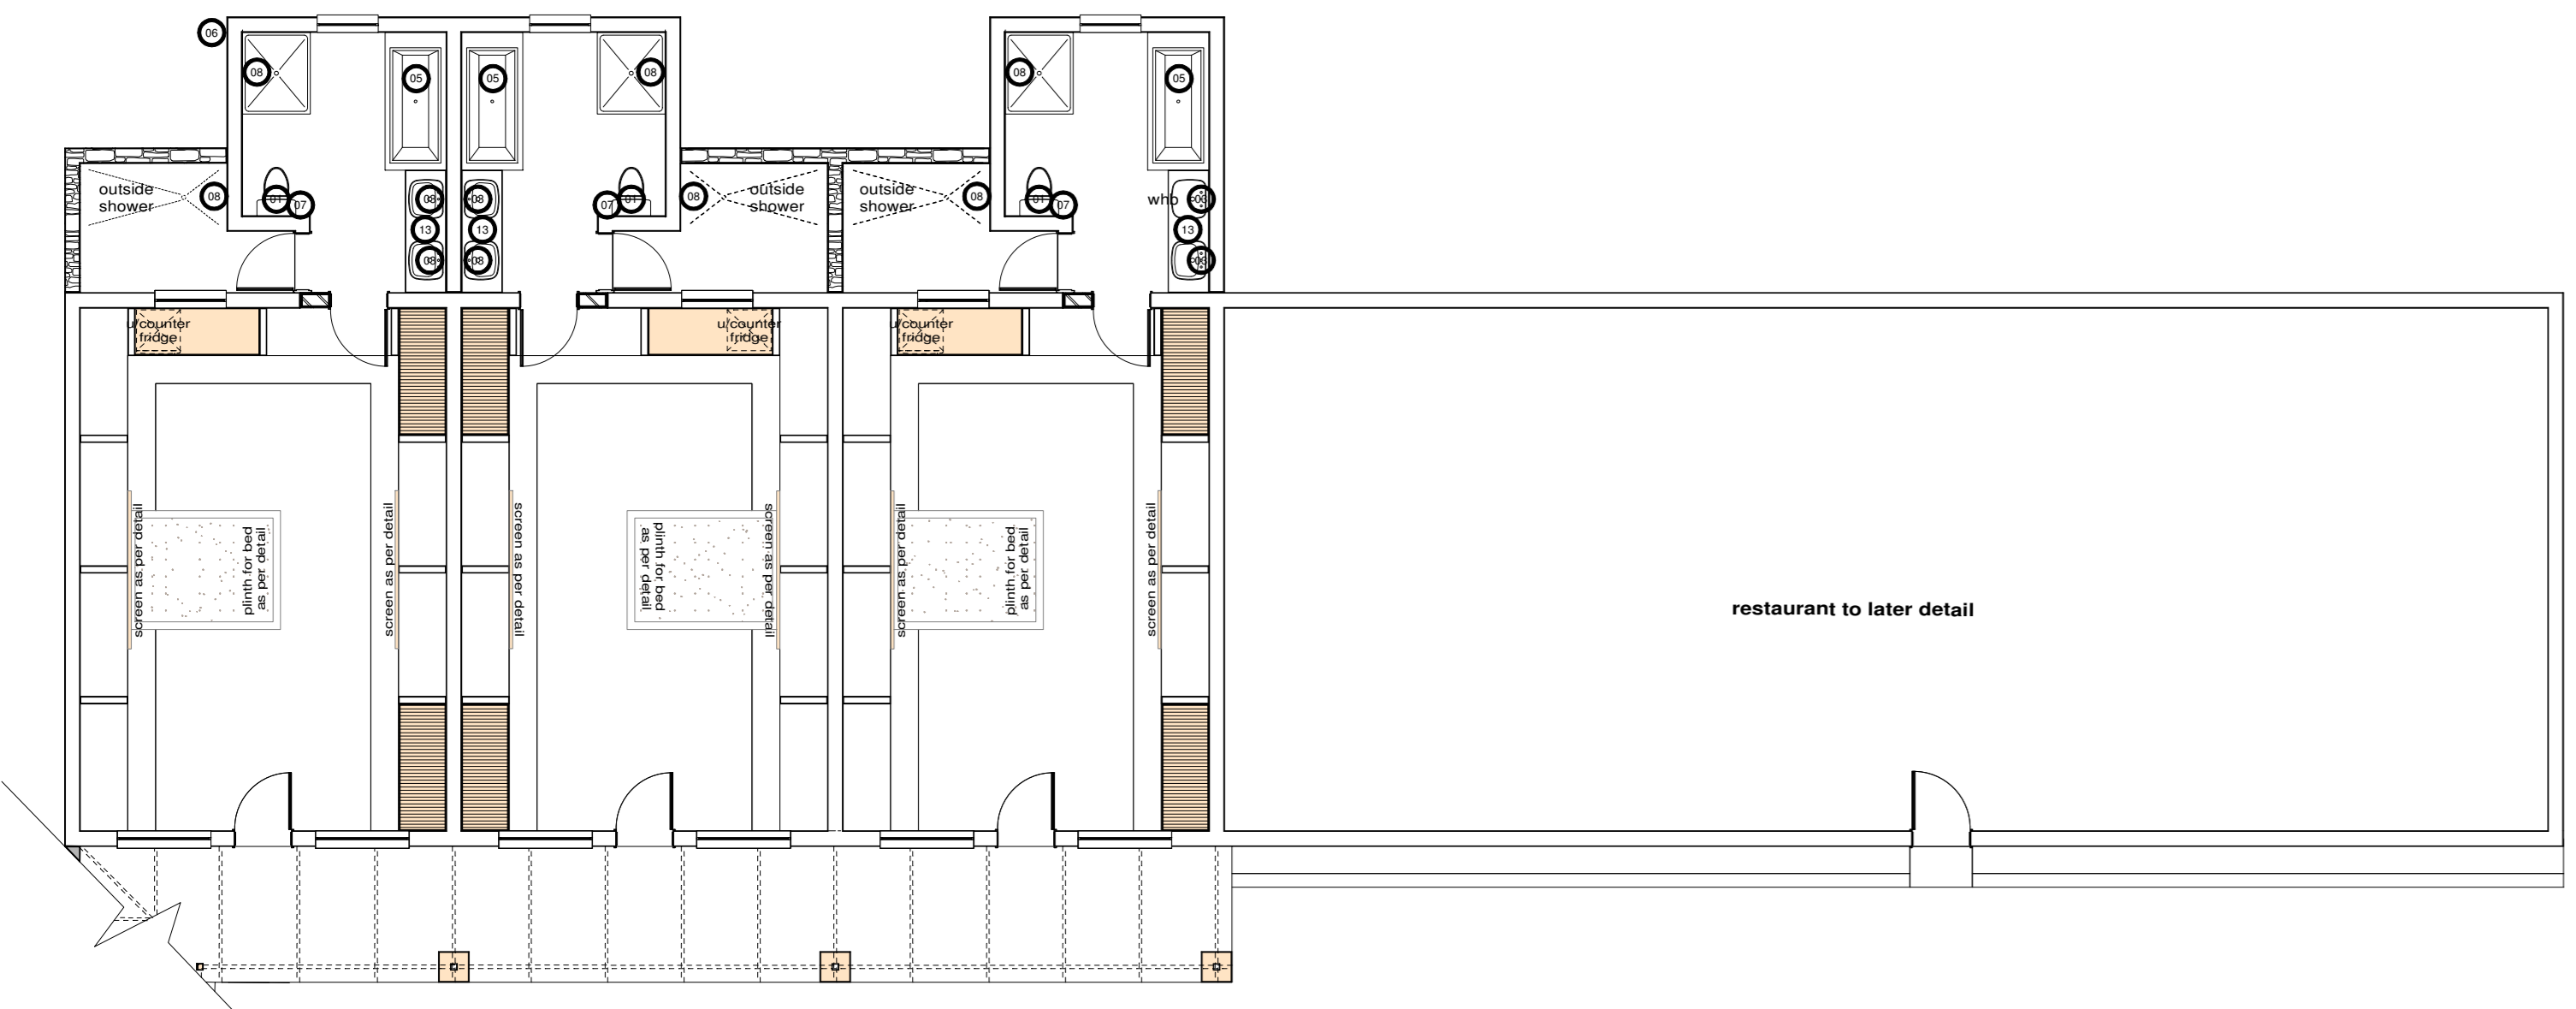 06
08
05
05
08
08
05
outside
shower
08
01
07
08
13
08
08
13
08
07
01
08
outside
shower
outside
shower
08
01
07
whb
13
u/counter
fridge
u/counter
fridge
u/counter
fridge
screen as per detail
plinth for bed
as per detail
screen as per detail
screen as per detail
plinth for bed
as per detail
screen as per detail
screen as per detail
plinth for bed
as per detail
screen as per detail
restaurant to later detail